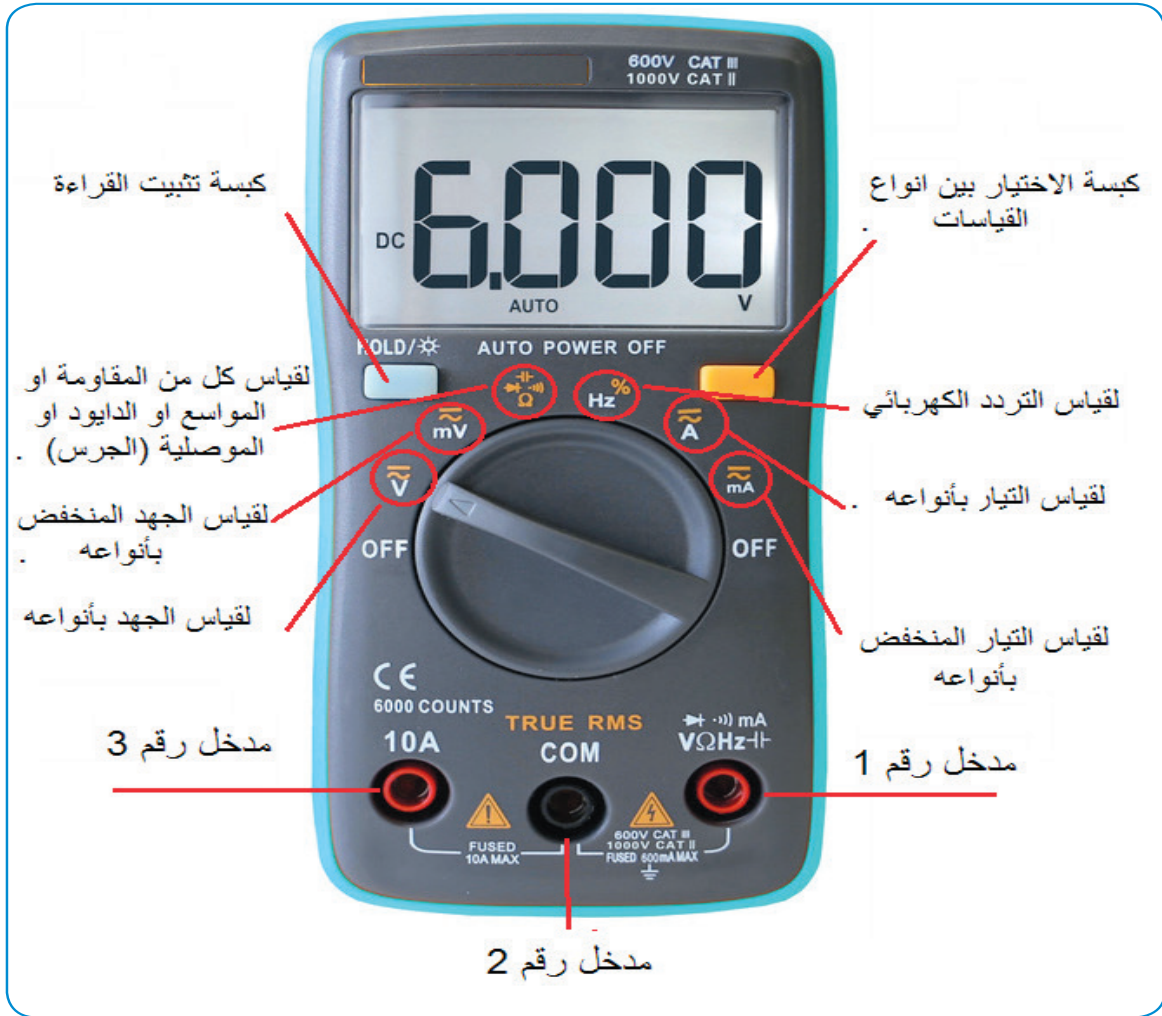 600V CAT III
1000V CAT II
كبسة تثبيت القراءة
كبسة الاختيار بين انواع
القياسات .
DC
6.000
AUTO
V
HOLD/
AUTO POWER OFF
لقياس كل من المقاومة او
المواسع او الدايود او
الموصلية (الجرس) .
Ω
Hz%
لقياس التردد الكهربائي
mV
A
V
mA
لقياس التيار بأنواعه .
لقياس الجهد المنخفض
بأنواعه .
OFF
OFF
لقياس الجهد بأنواعه
لقياس التيار المنخفض
بأنواعه
CE
6000 COUNTS
TRUE RMS
mA
10A
COM
VΩHz
مدخل رقم 3
مدخل رقم 1
FUSED
10A MAX
600V CAT III
1000V CAT II
FUSED 600mA MAX
مدخل رقم 2